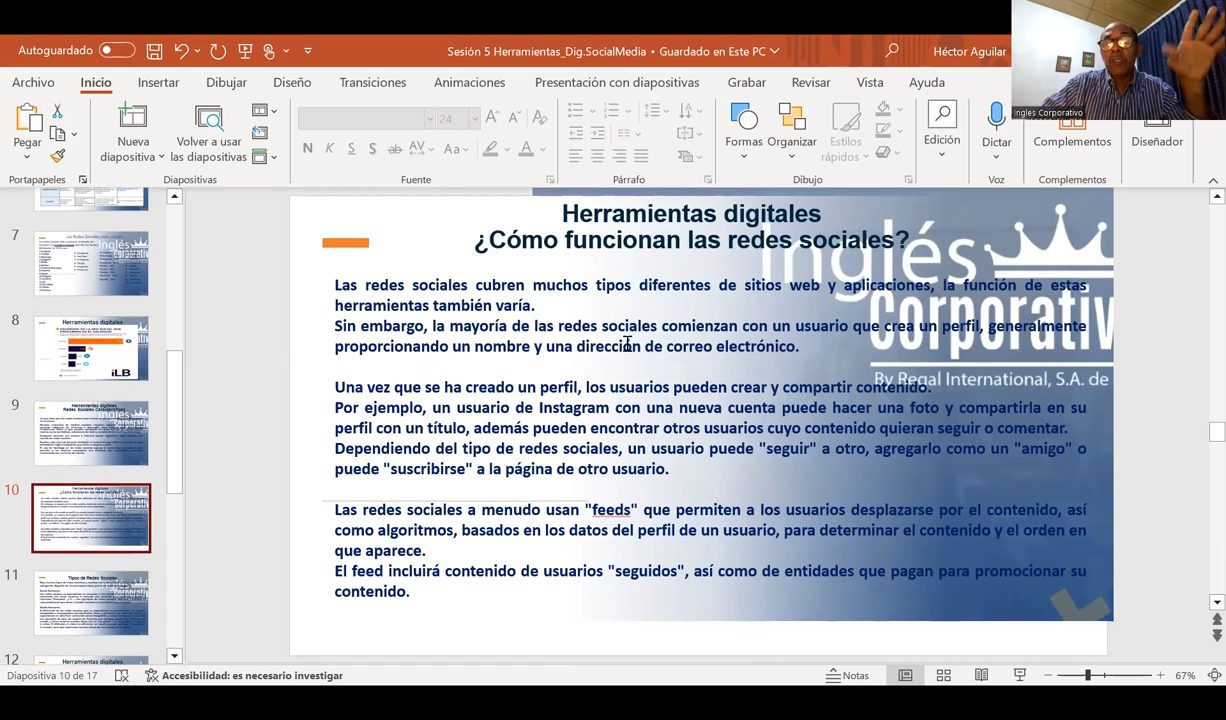 Autoguardado
Sesión 5 Herramientas_Dig.SocialMedia • Guardado en Este PC
Héctor Aguilar
Ingles Corporativo
Archivo Inicio Insertar Dibujar Diseño Transiciones Animaciones Presentación con diapositivas Grabar Revisar Vista Ayuda
24
Pegar
Nueva diapositiva
Volver a usar las diapositivas
N K S S ab AV Aa A
Formas
Organizar
Estilos rápidos
Edición
Dictar
Complementos
Diseñador
Portapapeles
Diapositivas
Fuente
Párrafo
Dibujo
Voz
Complementos
7
8
9
10
11
12
Herramientas digitales
¿Cómo funcionan las redes sociales?
Inglés
Corporativ
By Regal International, S.A. de
Las redes sociales cubren muchos tipos diferentes de sitios web y aplicaciones, la función de estas
herramientas también varía.
Sin embargo, la mayoría de las redes sociales comienzan con un usuario que crea un perfil, generalmente
proporcionando un nombre y una dirección de correo electrónico.
Una vez que se ha creado un perfil, los usuarios pueden crear y compartir contenido.
Por ejemplo, un usuario de Instagram con una nueva cuenta puede hacer una foto y compartirla en su
perfil con un título, además pueden encontrar otros usuarios cuyo contenido quieran seguir o comentar.
Dependiendo del tipo de redes sociales, un usuario puede "seguir" a otro, agregarlo como un "amigo" o
puede "suscribirse" a la página de otro usuario.
Las redes sociales a menudo usan "feeds" que permiten a los usuarios desplazarse por el contenido, así
como algoritmos, basados en los datos del perfil de un usuario, para determinar el contenido y el orden en
que aparece.
El feed incluirá contenido de usuarios "seguidos", así como de entidades que pagan para promocionar su
contenido.
Diapositiva 10 de 17
Accesibilidad: es necesario investigar
Notas
67%